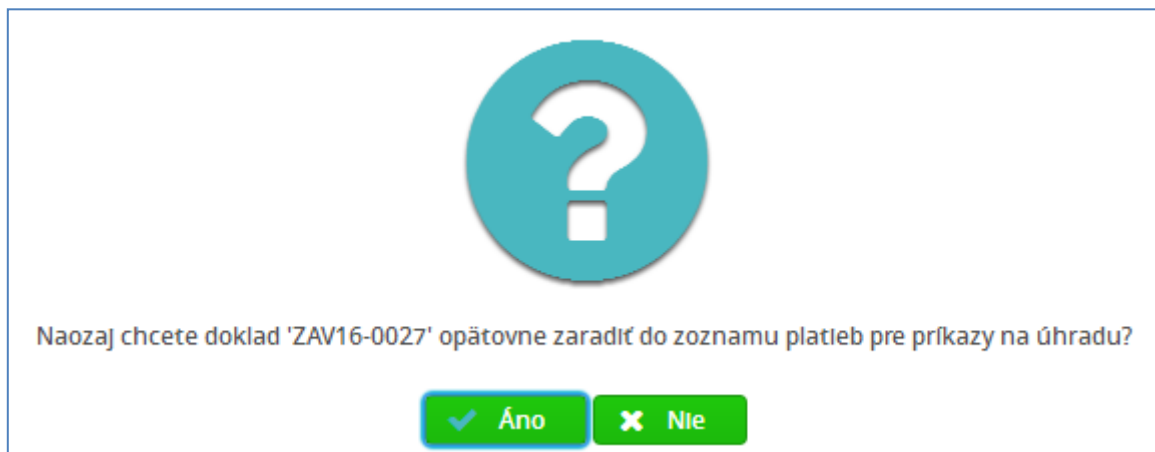 Naozaj chcete doklad 'ZAV16-0027' opätovne zaradiť do zoznamu platieb pre príkazy na úhradu?
Áno Nie